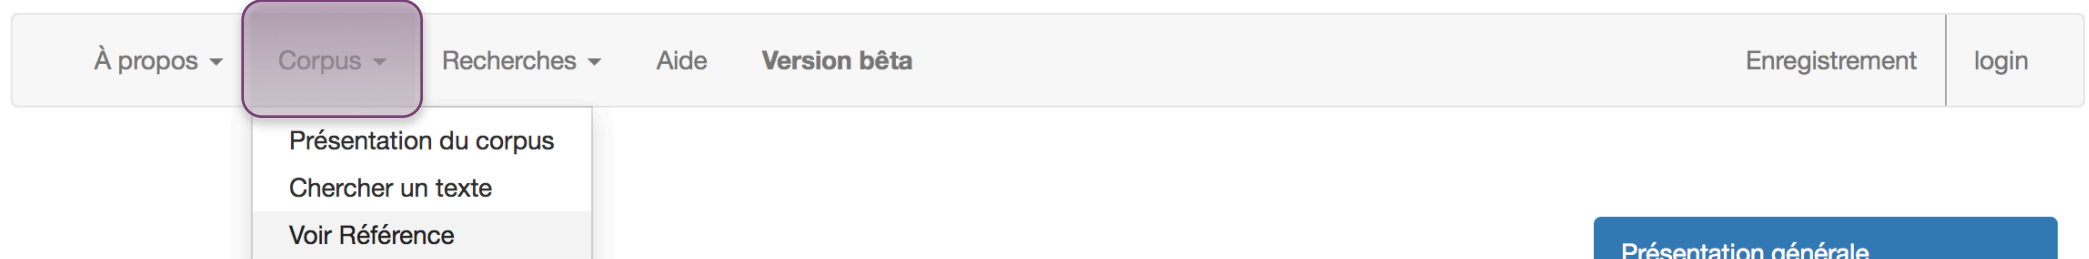 À propos Corpus Recherches Aide Version bêta Enregistrement login
Présentation du corpus
Chercher un texte
Voir Référence
Présentation générale